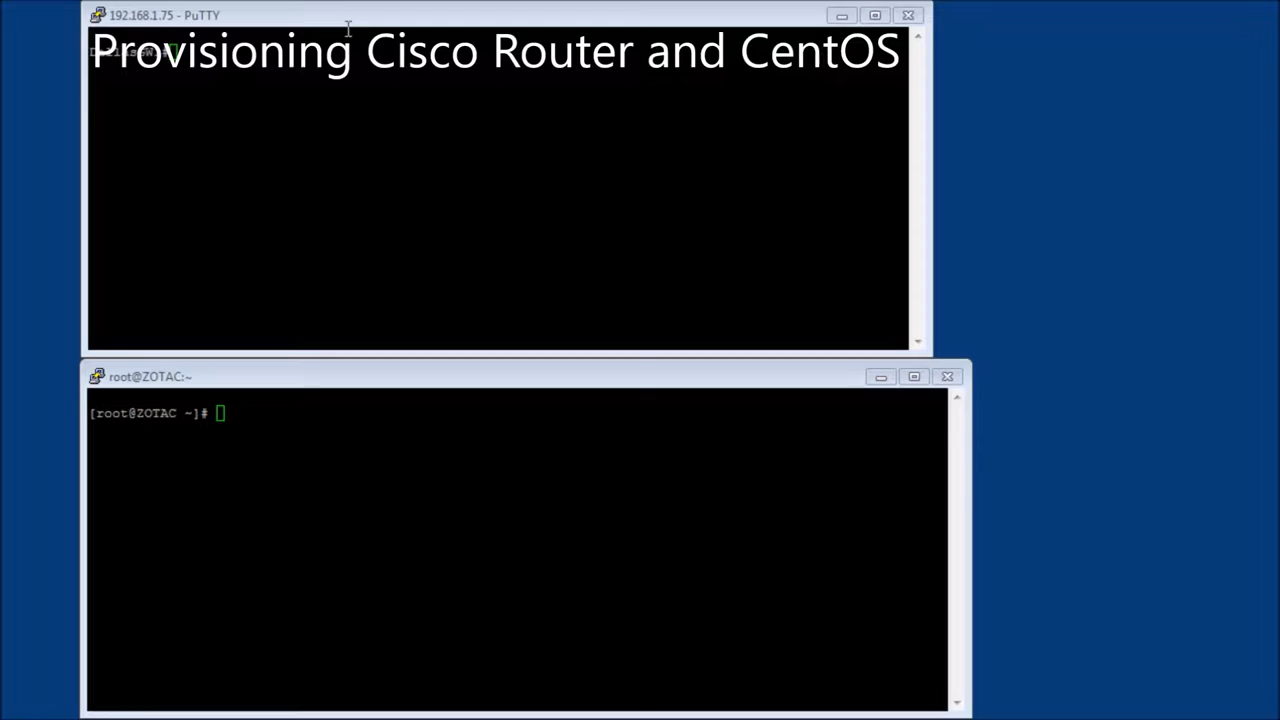 192.168.1.75 - PuTTY
Provisioning Cisco Router and CentOS
root@ZOTAC:~
[root@ZOTAC ~]#